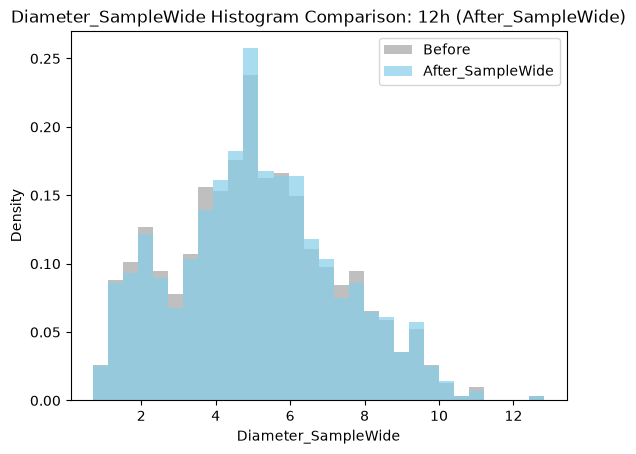 Diameter_SampleWide Histogram Comparison: 12h (After_SampleWide)
Before
After_SampleWide
Density
0.25
0.20
0.15
0.10
0.05
0.00
2 4 6 8 10 12
Diameter_SampleWide